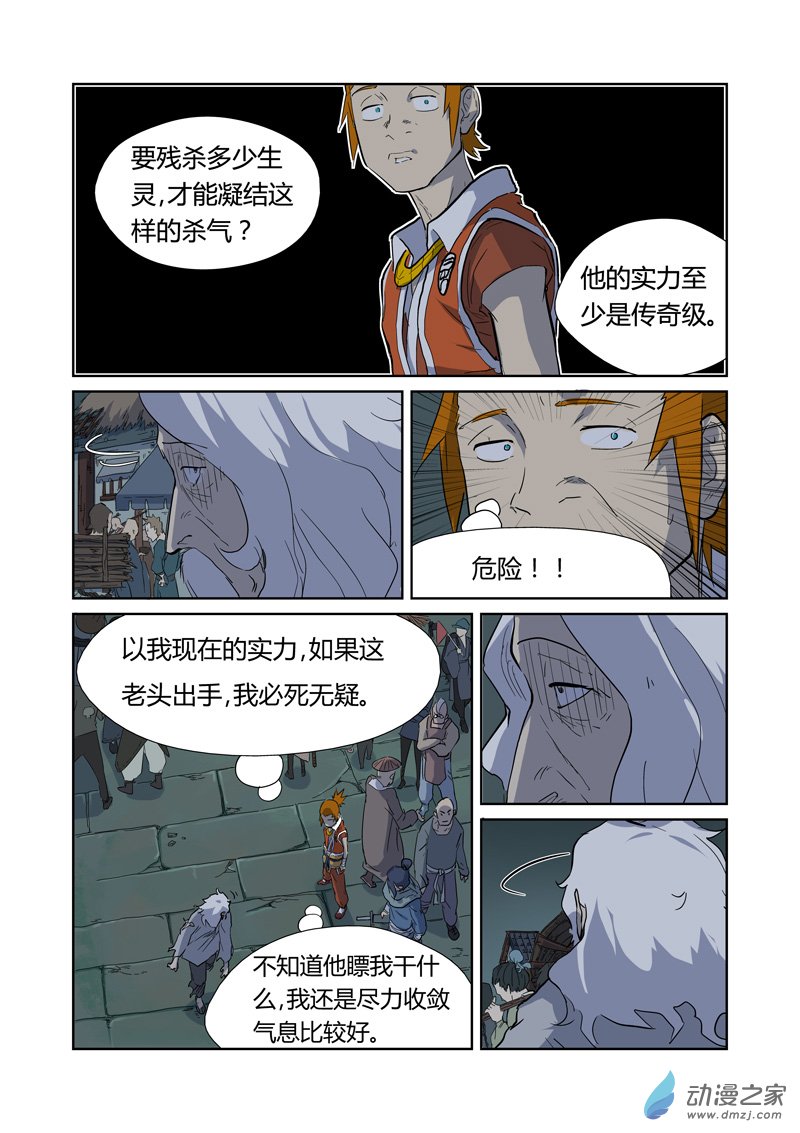 要残杀多少生
灵,才能凝结这
样的杀气？
他的实力至
少是传奇级。
危险！！
以我现在的实力,如果这
老头出手,我必死无疑。
不知道他瞟我干什
么,我还是尽力收敛
气息比较好。
动漫之家
www.dmzj.com